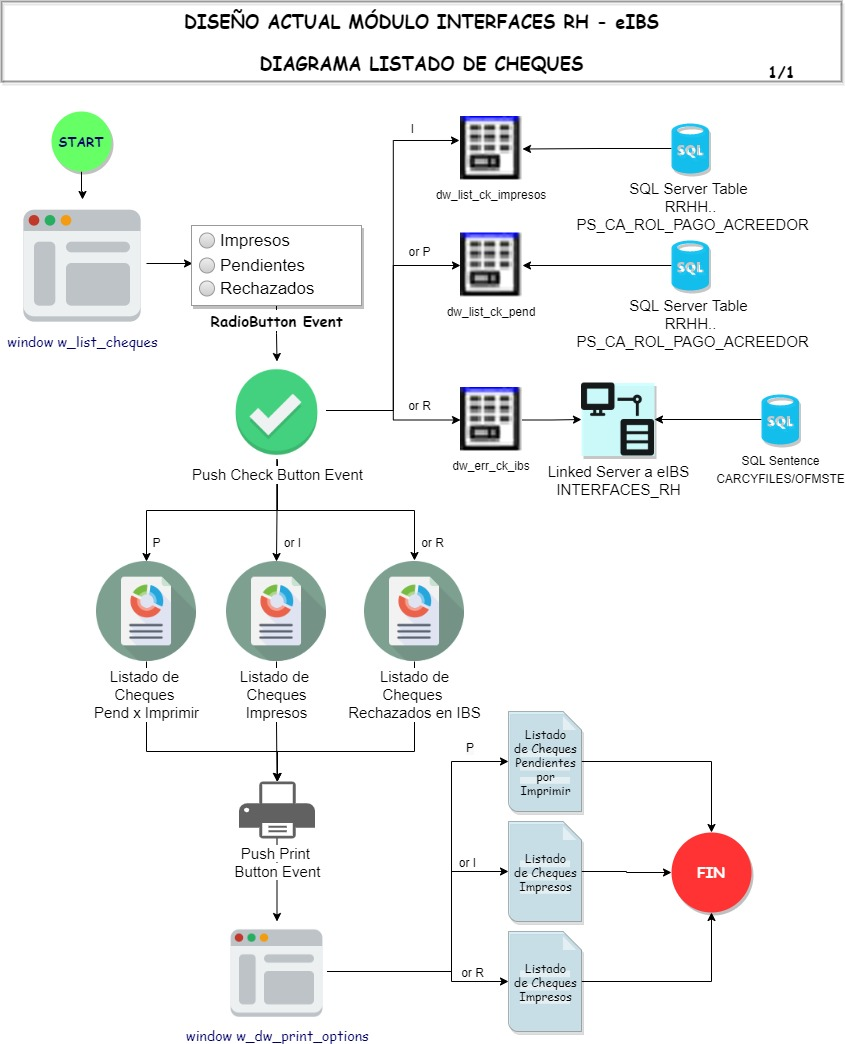 DISEÑO ACTUAL MÓDULO INTERFACES RH - eIBS
DIAGRAMA LISTADO DE CHEQUES
1/1
START
window w_list_cheques
Impresos
Pendientes
Rechazados
RadioButton Event
Push Check Button Event
I
dw_list_ck_impresos
SQL
SQL Server Table
RRHH..
PS_CA_ROL_PAGO_ACREEDOR
or P
dw_list_ck_pend
SQL
SQL Server Table
RRHH..
PS_CA_ROL_PAGO_ACREEDOR
or R
dw_err_ck_ibs
Linked Server a eIBS
INTERFACES_RH
SQL
SQL Sentence
CARCYFILES/OFMSTE
P
or I
or R
Listado de
Cheques
Pend x Imprimir
Listado de
Cheques
Impresos
Listado de
Cheques
Rechazados en IBS
Push Print
Button Event
window w_dw_print_options
P
Listado
de Cheques
Pendientes
por
Imprimir
or I
Listado
de Cheques
Impresos
or R
Listado
de Cheques
Impresos
FIN